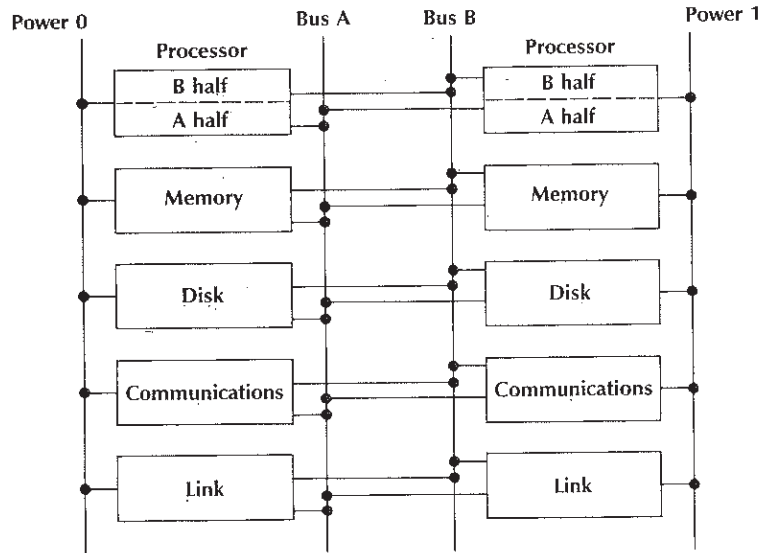 Power 0
Bus A
Bus B
Power 1
Processor
Processor
B half
A half
B half
A half
Memory
Memory
Disk
Disk
Communications
Communications
Link
Link